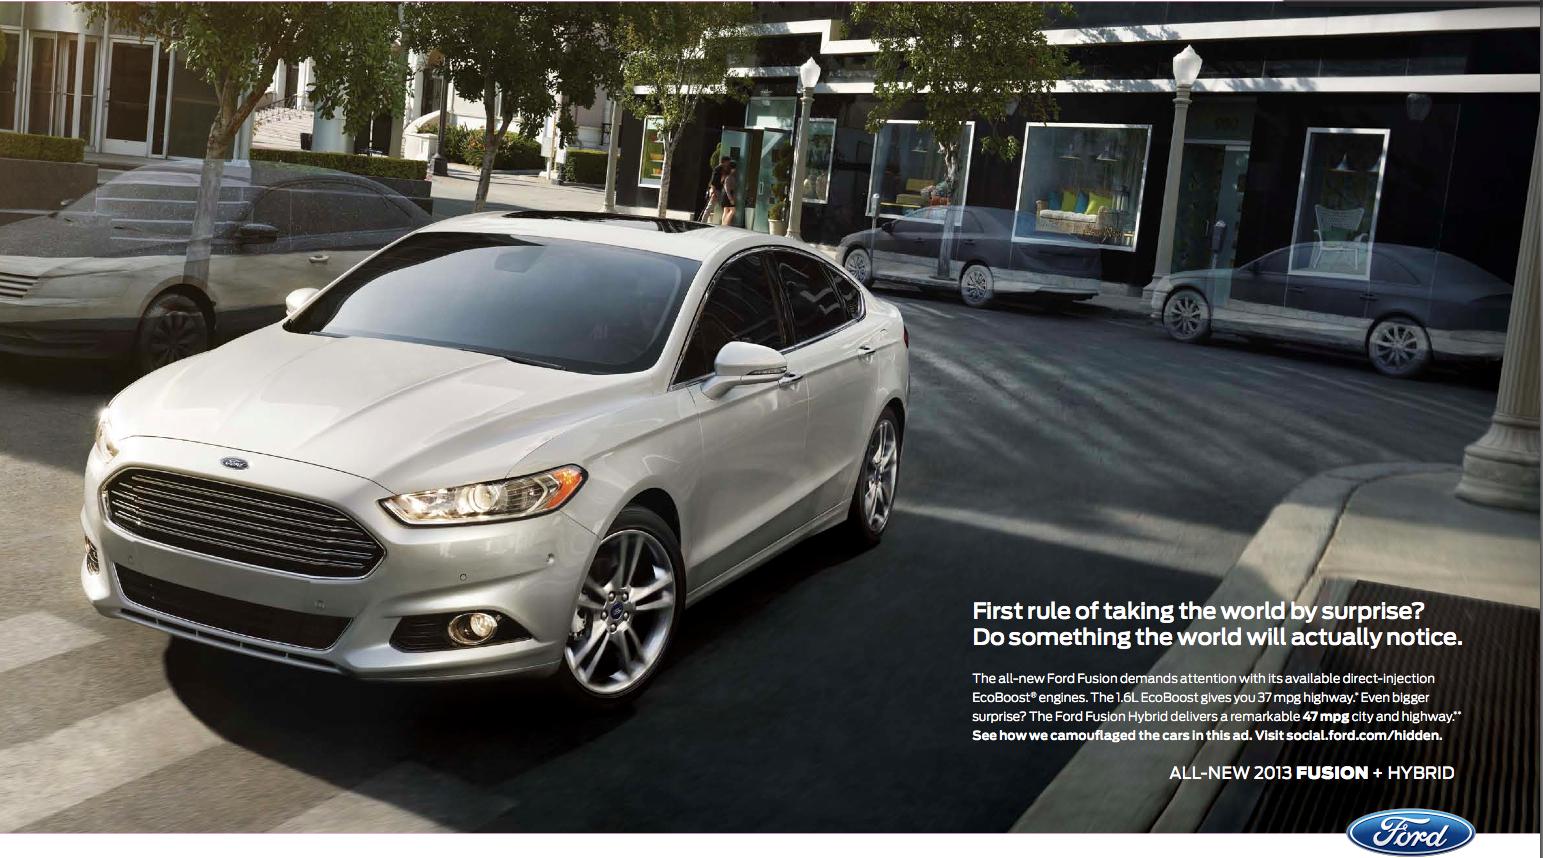 Ford
First rule of taking the world by surprise?
Do something the world will actually notice.
The all-new Ford Fusion demands attention with its available direct-injection
EcoBoost® engines. The 1.6L EcoBoost gives you 37 mpg highway.* Even bigger
surprise? The Ford Fusion Hybrid delivers a remarkable 47 mpg city and highway.**
See how we camouflaged the cars in this ad. Visit social.ford.com/hidden.
ALL-NEW 2013 FUSION + HYBRID
Ford